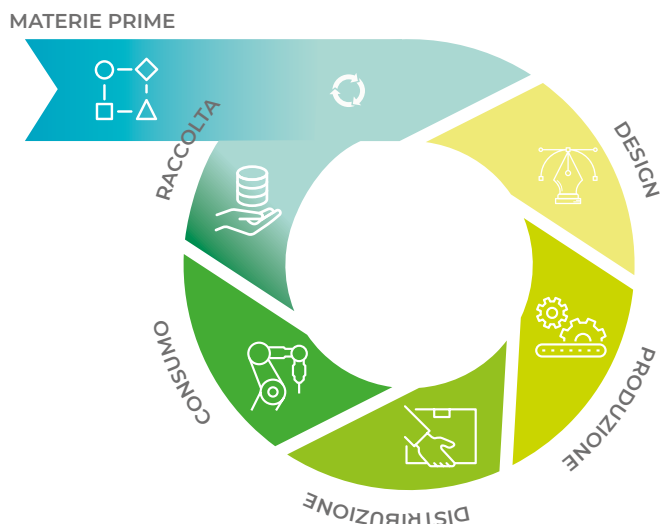 MATERIE PRIME
DESIGN
PRODUZIONE
DISTRIBUZIONE
CONSUMO
RACCOLTA